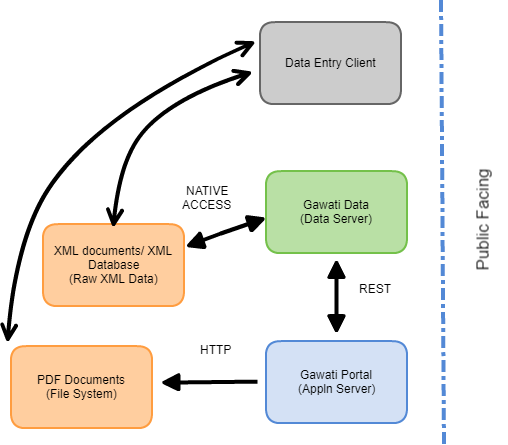 Data Entry Client
NATIVE
ACCESS
Gawati Data
(Data Server)
XML documents/ XML
Database
(Raw XML Data)
REST
HTTP
PDF Documents
(File System)
Gawati Portal
(Appln Server)
Public Facing